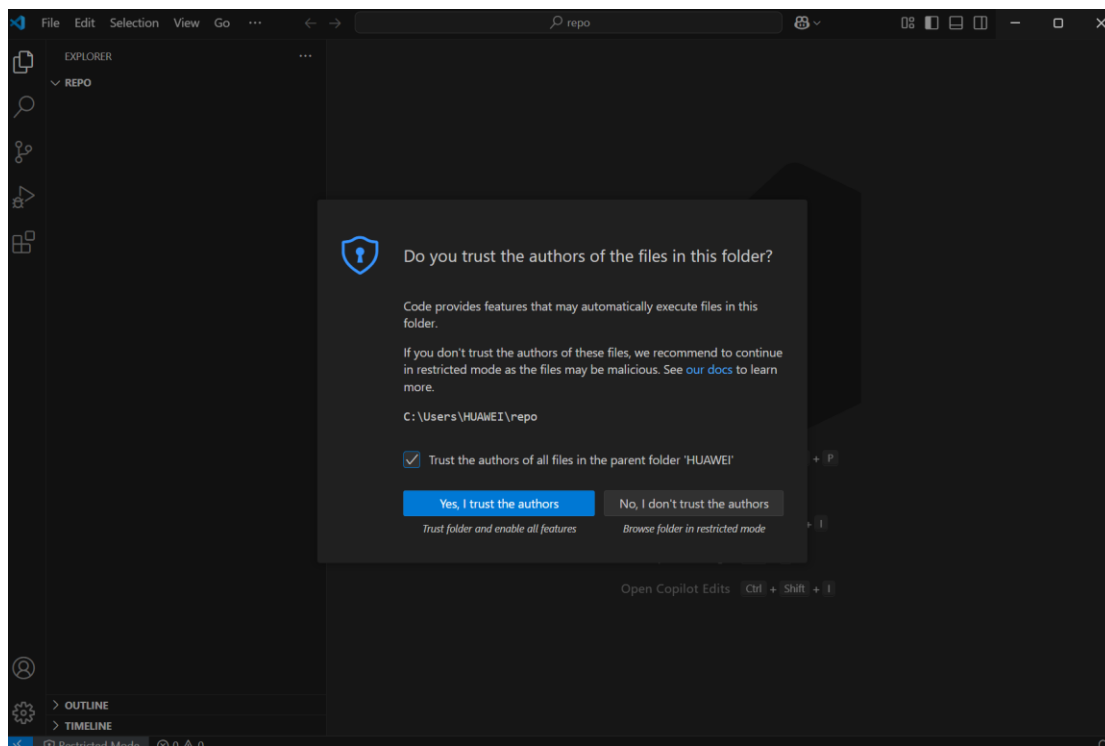 File Edit Selection View Go ···
repo
EXPLORER ···
REPO
Do you trust the authors of the files in this folder?
Code provides features that may automatically execute files in this
folder.
If you don't trust the authors of these files, we recommend to continue
in restricted mode as the files may be malicious. See our docs to learn
more.
C:\Users\HUAWEI\repo
Trust the authors of all files in the parent folder 'HUAWEI'
+ P
Yes, I trust the authors No, I don't trust the authors
Trust folder and enable all features Browse folder in restricted mode
+ I
Open Copilot Edits Ctrl + Shift + I
OUTLINE
TIMELINE
Restricted Mode 0 0